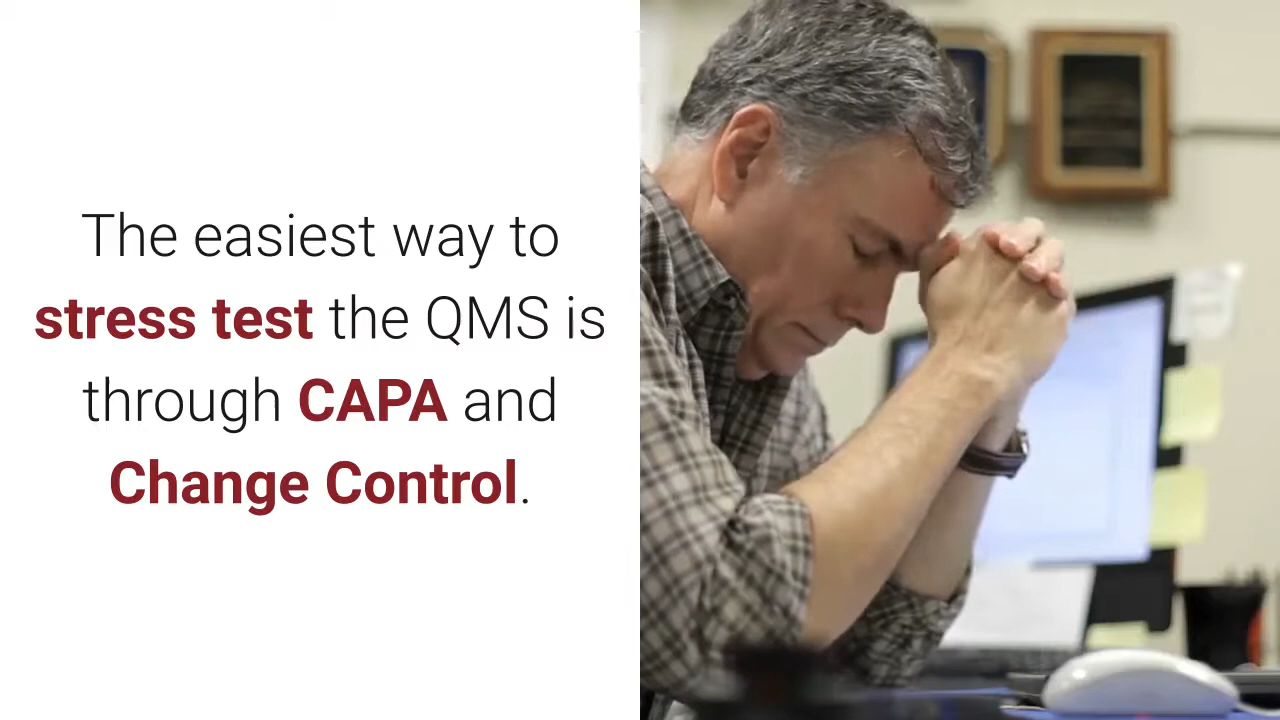 The easiest way to
stress test the QMS is
through CAPA and
Change Control.